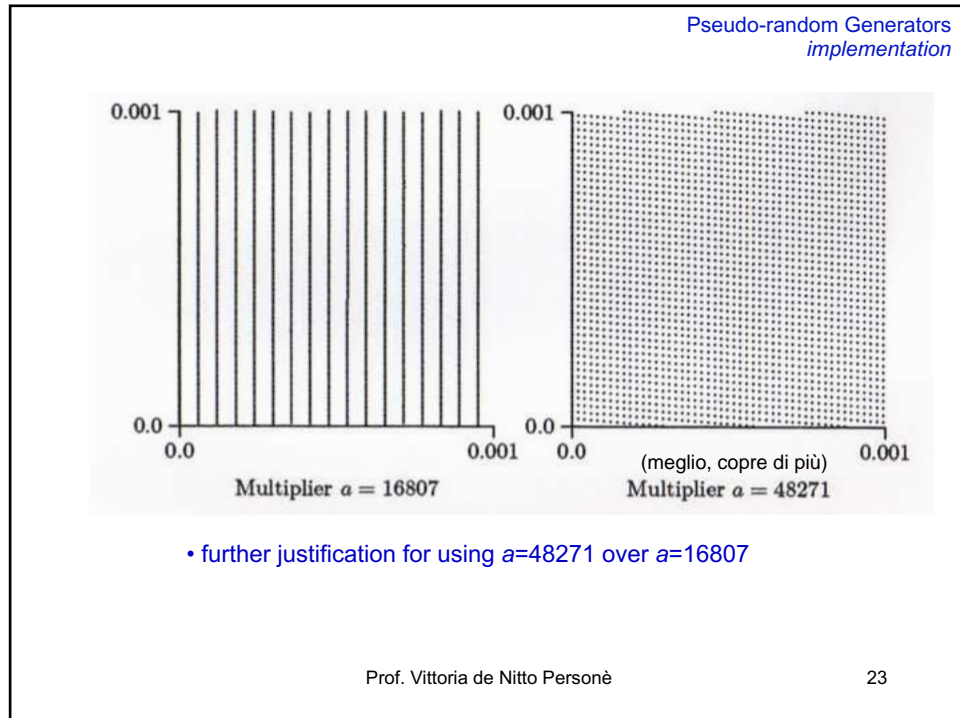 Pseudo-random Generators
implementation
0.001
0.0
0.0
0.001
Multiplier a = 16807
0.001
0.0
0.0
0.001
(meglio, copre di più)
Multiplier a = 48271
• further justification for using a=48271 over a=16807
Prof. Vittoria de Nitto Personè
23